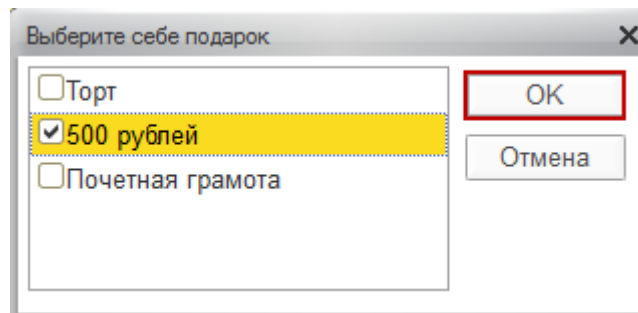 Выберите себе подарок
Торт
500 рублей
Почетная грамота
OK
Отмена